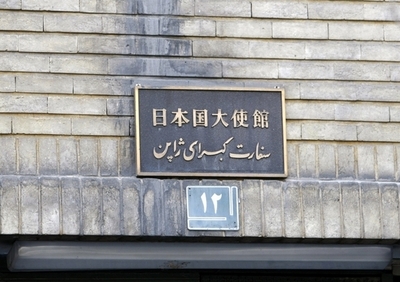 日本国大使館
سفارت کبرای ژاپن
۱۲